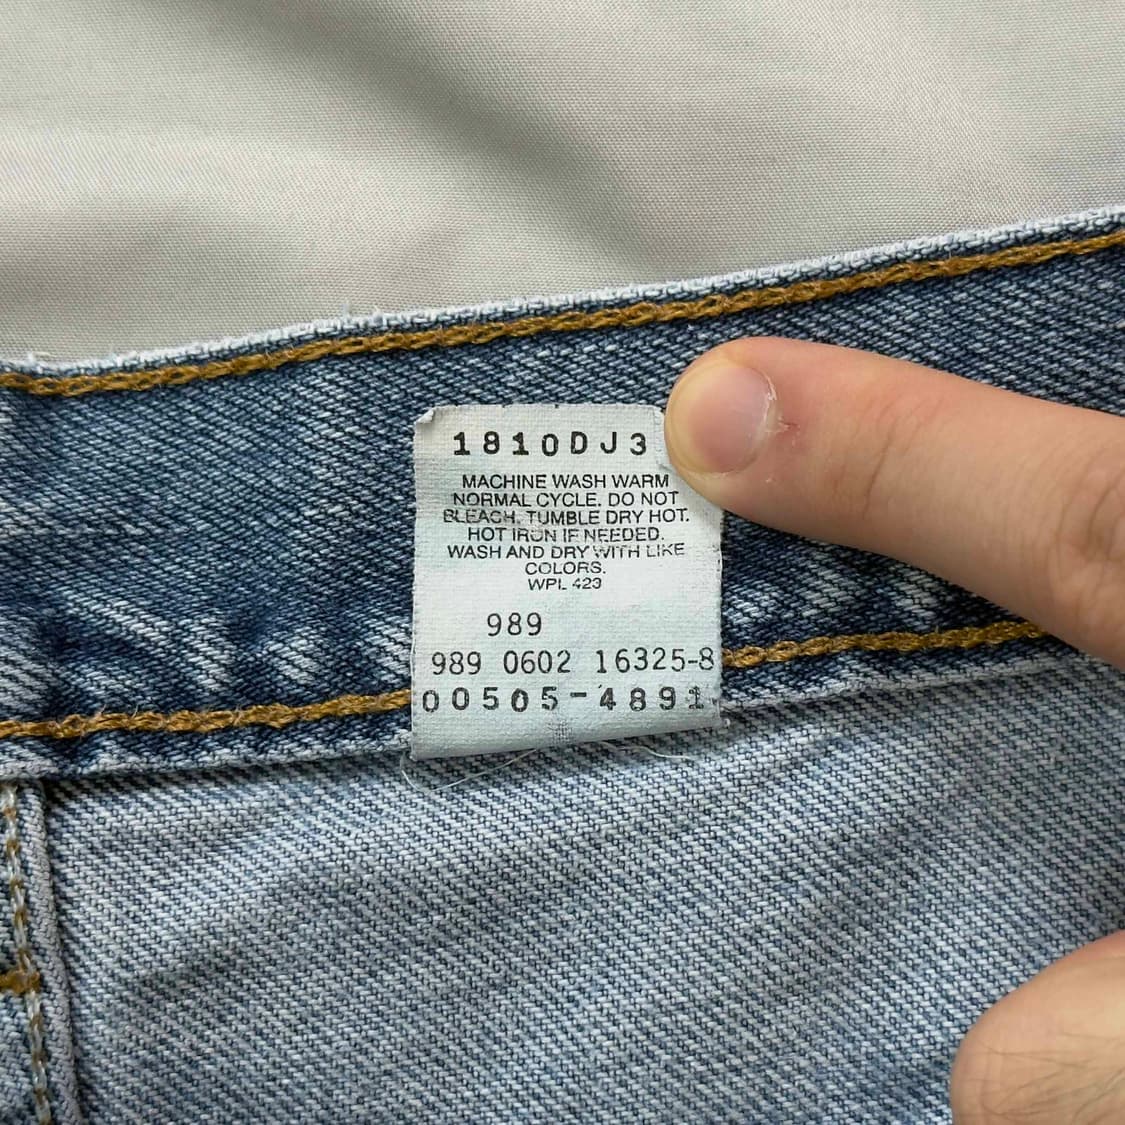 1810DJ3
MACHINE WASH WARM
NORMAL CYCLE. DO NOT
BLEACH. TUMBLE DRY HOT.
HOT IRON IF NEEDED.
WASH AND DRY WITH LIKE
COLORS.
WPL 423
989
989 0602 16325-8
00505-4891